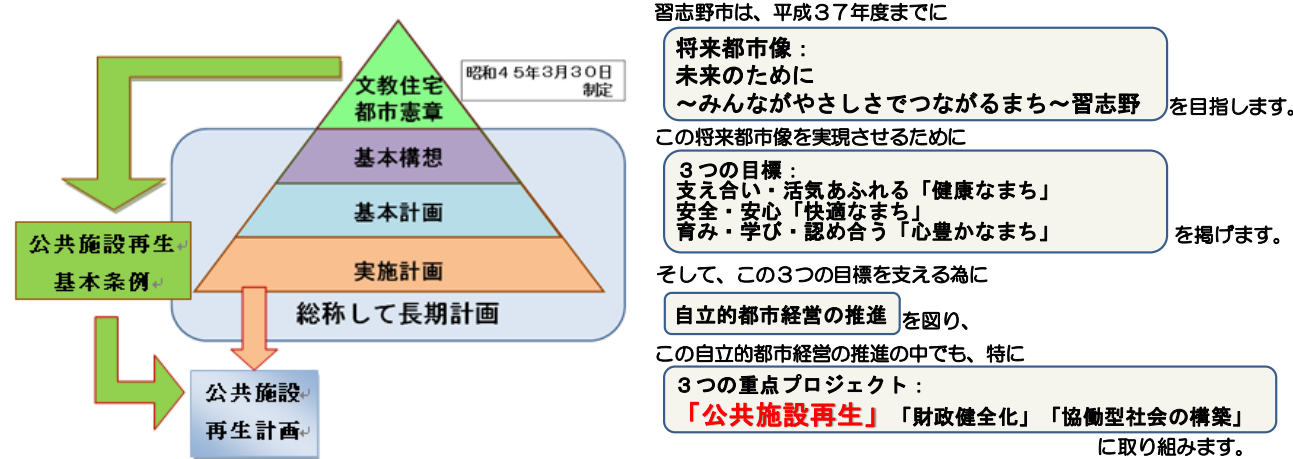 文教住宅
都市憲章
昭和４５年３月３０日
制定
基本構想
基本計画
実施計画
総称して長期計画
公共施設再生
基本条例
公共施設
再生計画
習志野市は、平成３７年度までに
将来都市像：
未来のために
～みんながやさしさでつながるまち～習志野
を目指します。
この将来都市像を実現させるために
３つの目標：
支え合い・活気あふれる「健康なまち」
安全・安心「快適なまち」
育み・学び・認め合う「心豊かなまち」
を掲げます。
そして、この３つの目標を支える為に
自立的都市経営の推進
を図り、
この自立的都市経営の推進の中でも、特に
３つの重点プロジェクト：
「公共施設再生」「財政健全化」「協働型社会の構築」
に取り組みます。